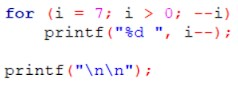 for (i = 7; i > 0; --i)
    printf("%d ", i--);

printf("\n\n");